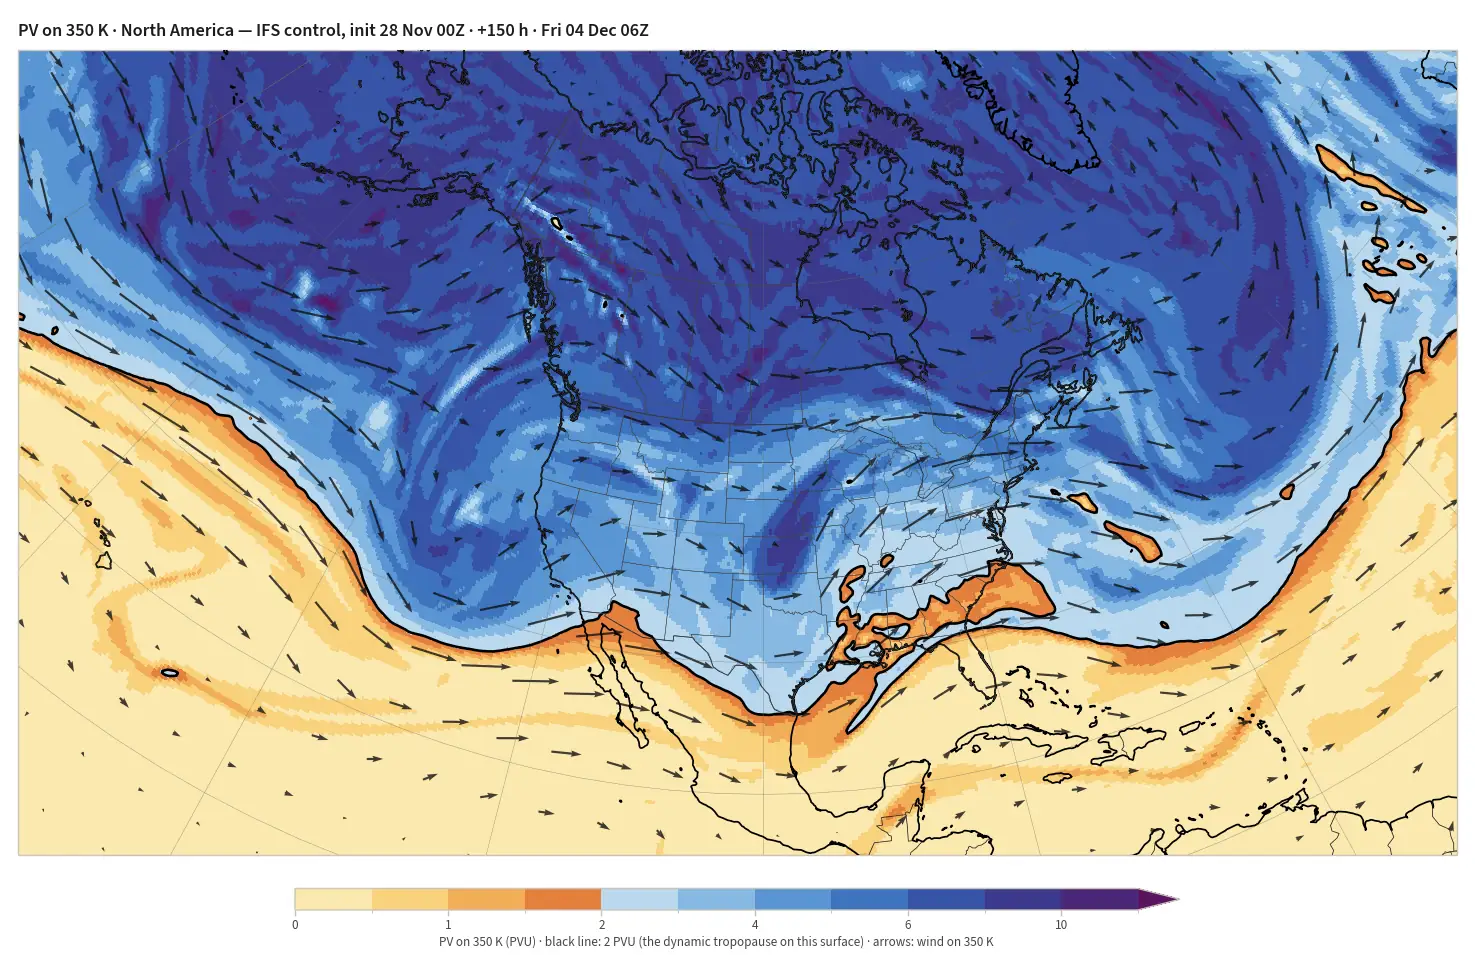 PV on 350 K · North America — IFS control, init 28 Nov 00Z · +150 h · Fri 04 Dec 06Z
0 1 2 4 6 10
PV on 350 K (PVU) · black line: 2 PVU (the dynamic tropopause on this surface) · arrows: wind on 350 K